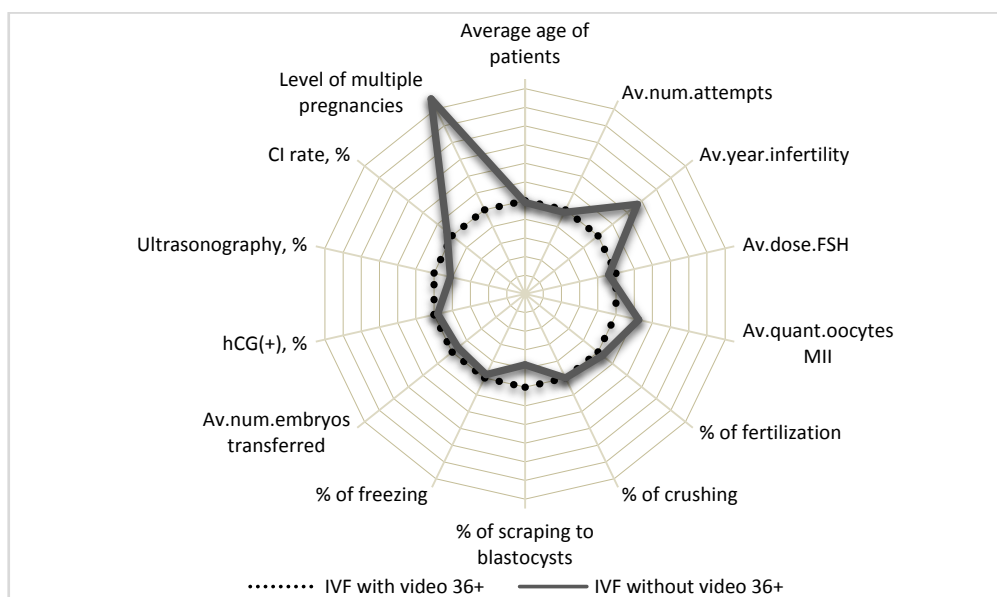 Average age of
patients
Av.num.attempts
Av.year.infertility
Av.dose.FSH
Av.quant.oocytes
MII
% of fertilization
% of crushing
% of scraping to
blastocysts
% of freezing
Av.num.embryos
transferred
hCG(+), %
Ultrasonography, %
CI rate, %
Level of multiple
pregnancies
IVF with video 36+
IVF without video 36+